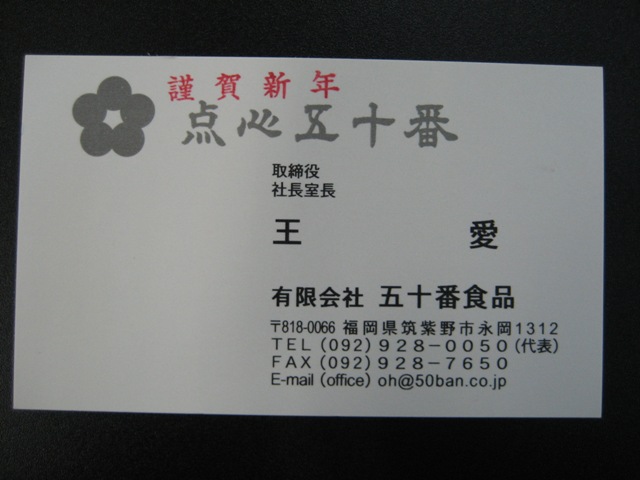 謹賀新年
点心五十番
取締役
社長室長
王 愛
有限会社 五十番食品
〒818-0066 福岡県筑紫野市永岡1312
TEL (092) 928-0050 (代表)
FAX (092) 928-7650
E-mail (office) oh@50ban.co.jp